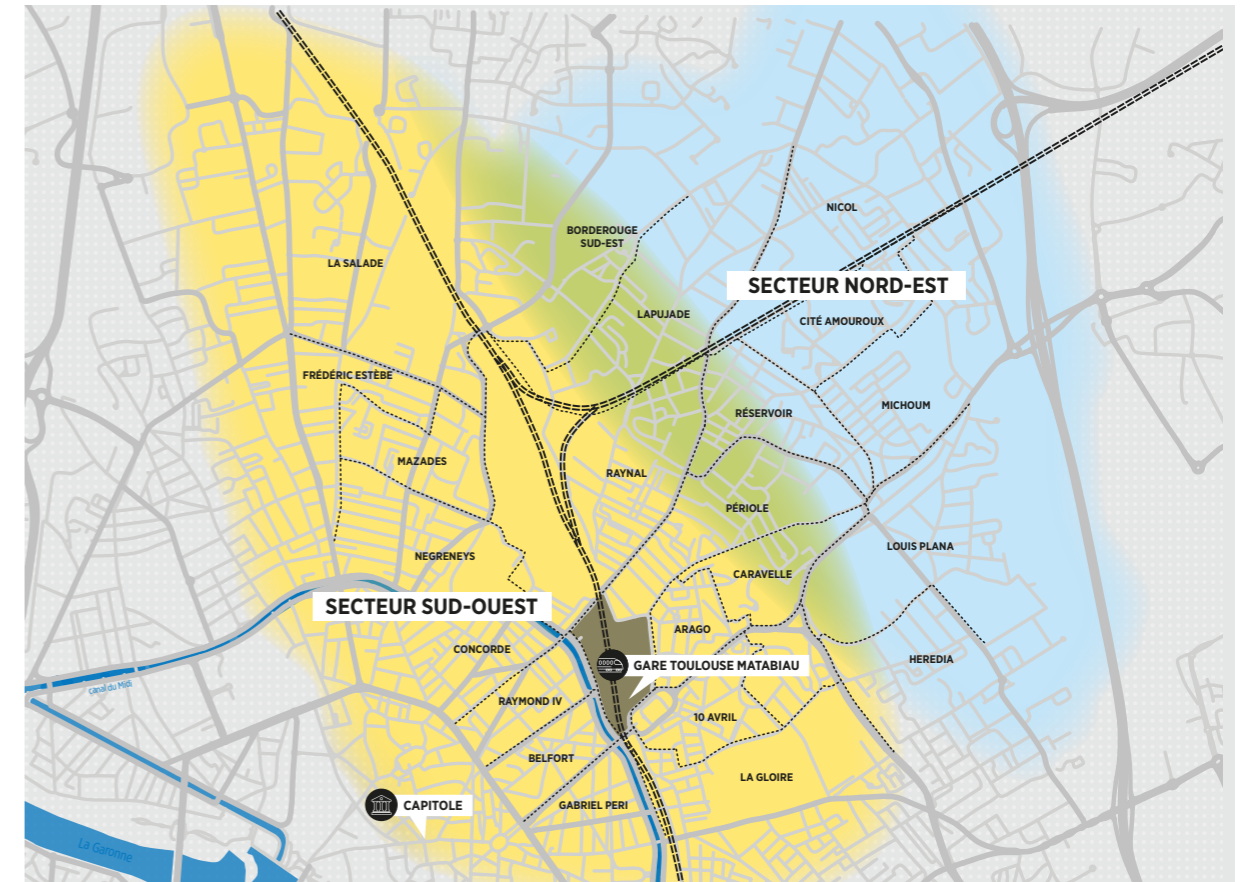 NICOL
BORDEROUGE
SUD-EST
LA SALADE
SECTEUR NORD-EST
LAPUJADE
CITÉ AMOUROUX
FRÉDÉRIC ESTÈBE
MICHOUM
RÉSERVOIR
MAZADES
RAYNAL
PÉRIOLE
LOUIS PLANA
NEGRENEYS
CARAVELLE
SECTEUR SUD-OUEST
ARAGO
CONCORDE
HEREDIA
GARE TOULOUSE MATABIAU
canal du Midi
RAYMOND IV
10 AVRIL
BELFORT
LA GLOIRE
CAPITOLE
GABRIEL PERI
La Garonne